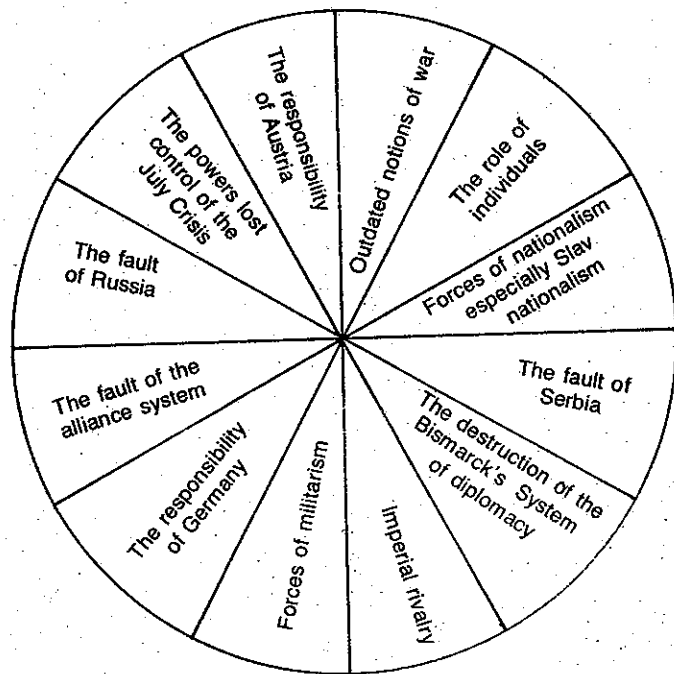 Outdated notions of war
The role of
individuals
Forces of nationalism
especially Slav
nationalism
The fault of
Serbia
The destruction of the
Bismarck's System
of diplomacy
Imperial rivalry
Forces of militarism
The responsibility
of Germany
The fault of the
alliance system
The fault
of Russia
The powers lost
control of the
July Crisis
The responsibility
of Austria